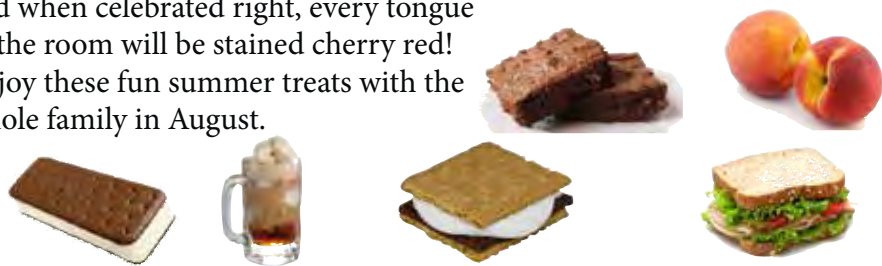 when celebrated right, every tongue
the room will be stained cherry red!
joy these fun summer treats with the
ole family in August.